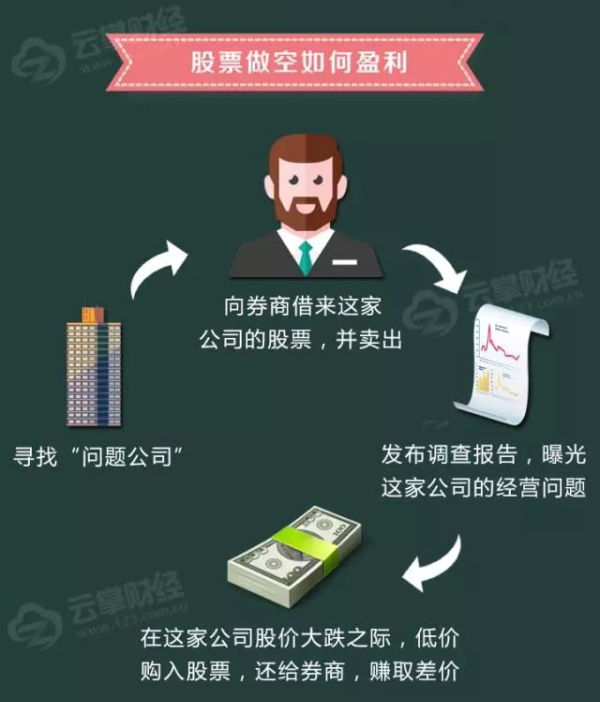 云掌财经
股票做空如何盈利
向券商借来这家
公司的股票，并卖出
云掌财经
寻找“问题公司”
发布调查报告，曝光
这家公司的经营问题
云掌财经
www.123.com.cn
在这家公司股价大跌之际，低价
购入股票，还给券商，赚取差价